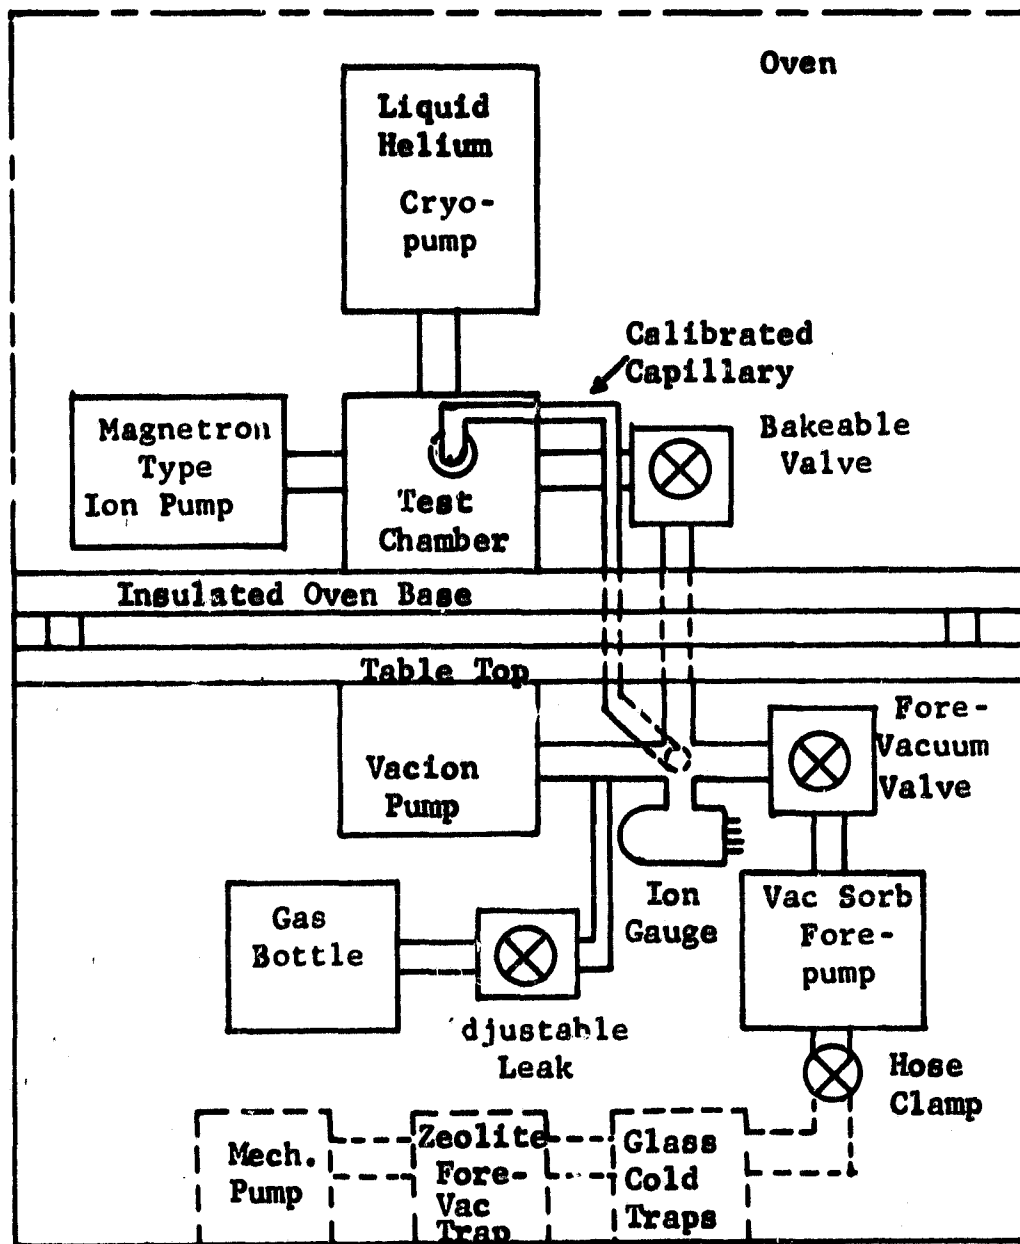 Oven
Liquid
Helium
Cryo-
pump
Calibrated
Capillary
Magnetron
Type
Ion Pump
Test
Chamber
Bakeable
Valve
Insulated Oven Base
Table Top
Vacion
Pump
Fore-
Vacuum
Valve
Ion
Gauge
Gas
Bottle
djustable
Leak
Vac Sorb
Fore-
pump
Hose
Clamp
Mech.
Pump
Zeolite
Fore-
Vac
Trap
Glass
Cold
Traps